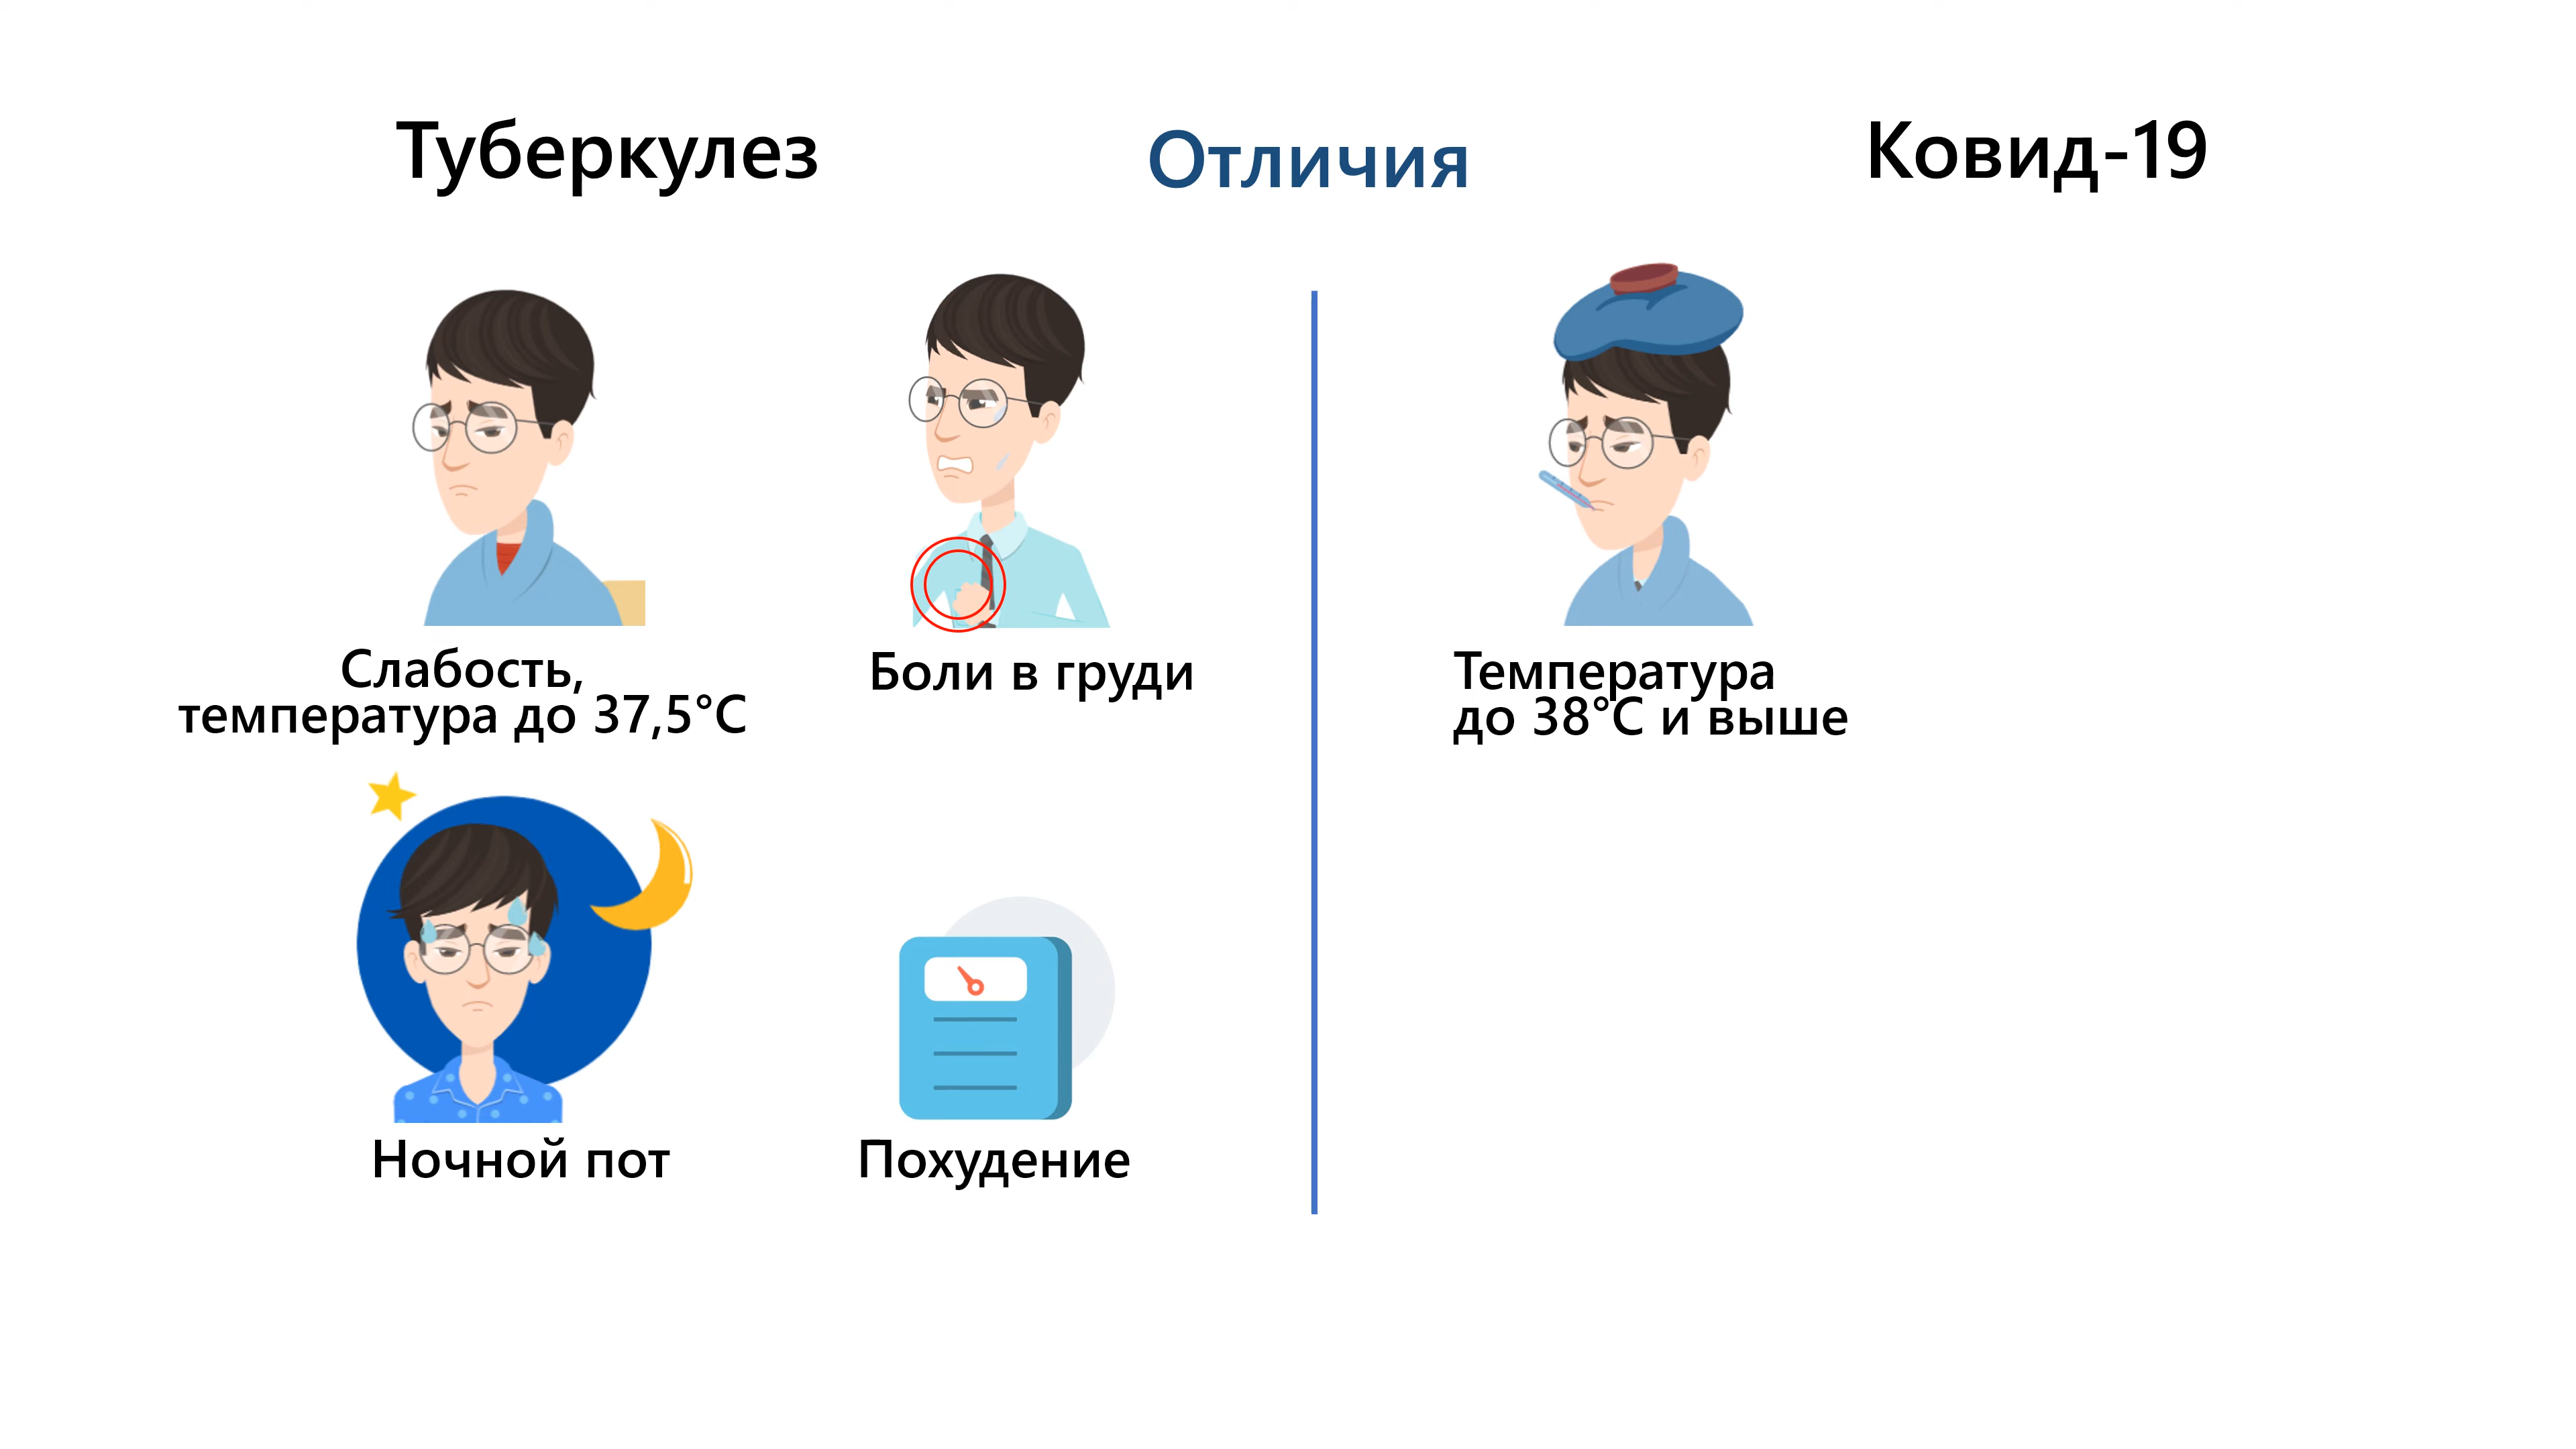 Туберкулез
Отличия
Ковид-19
Слабость,
температура до 37,5°C
Боли в груди
Температура
до 38°C и выше
Ночной пот
Похудение